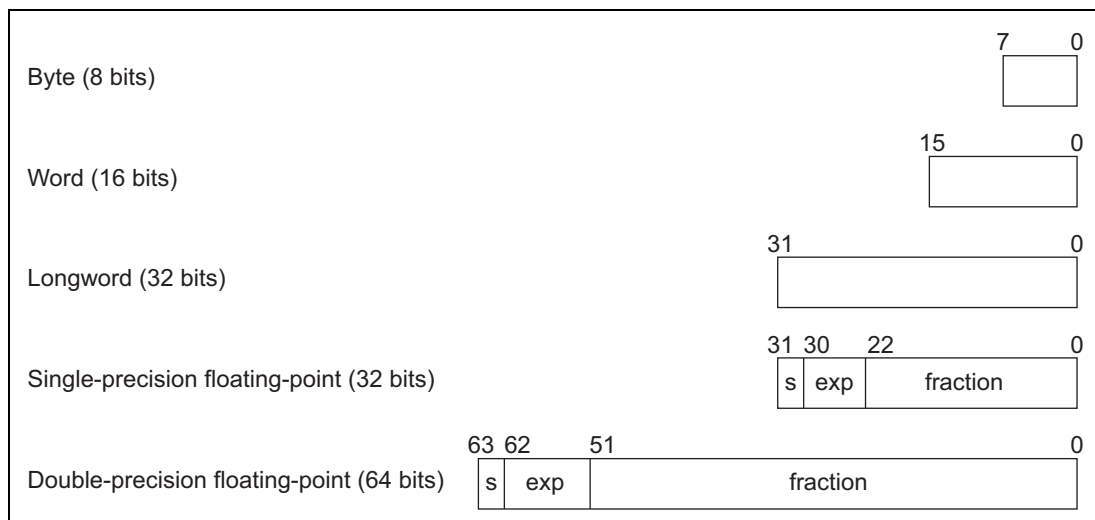 7 0
Byte (8 bits)
15 0
Word (16 bits)
31 0
Longword (32 bits)
31 30 22 0
Single-precision floating-point (32 bits) s exp fraction
63 62 51 0
Double-precision floating-point (64 bits) s exp fraction